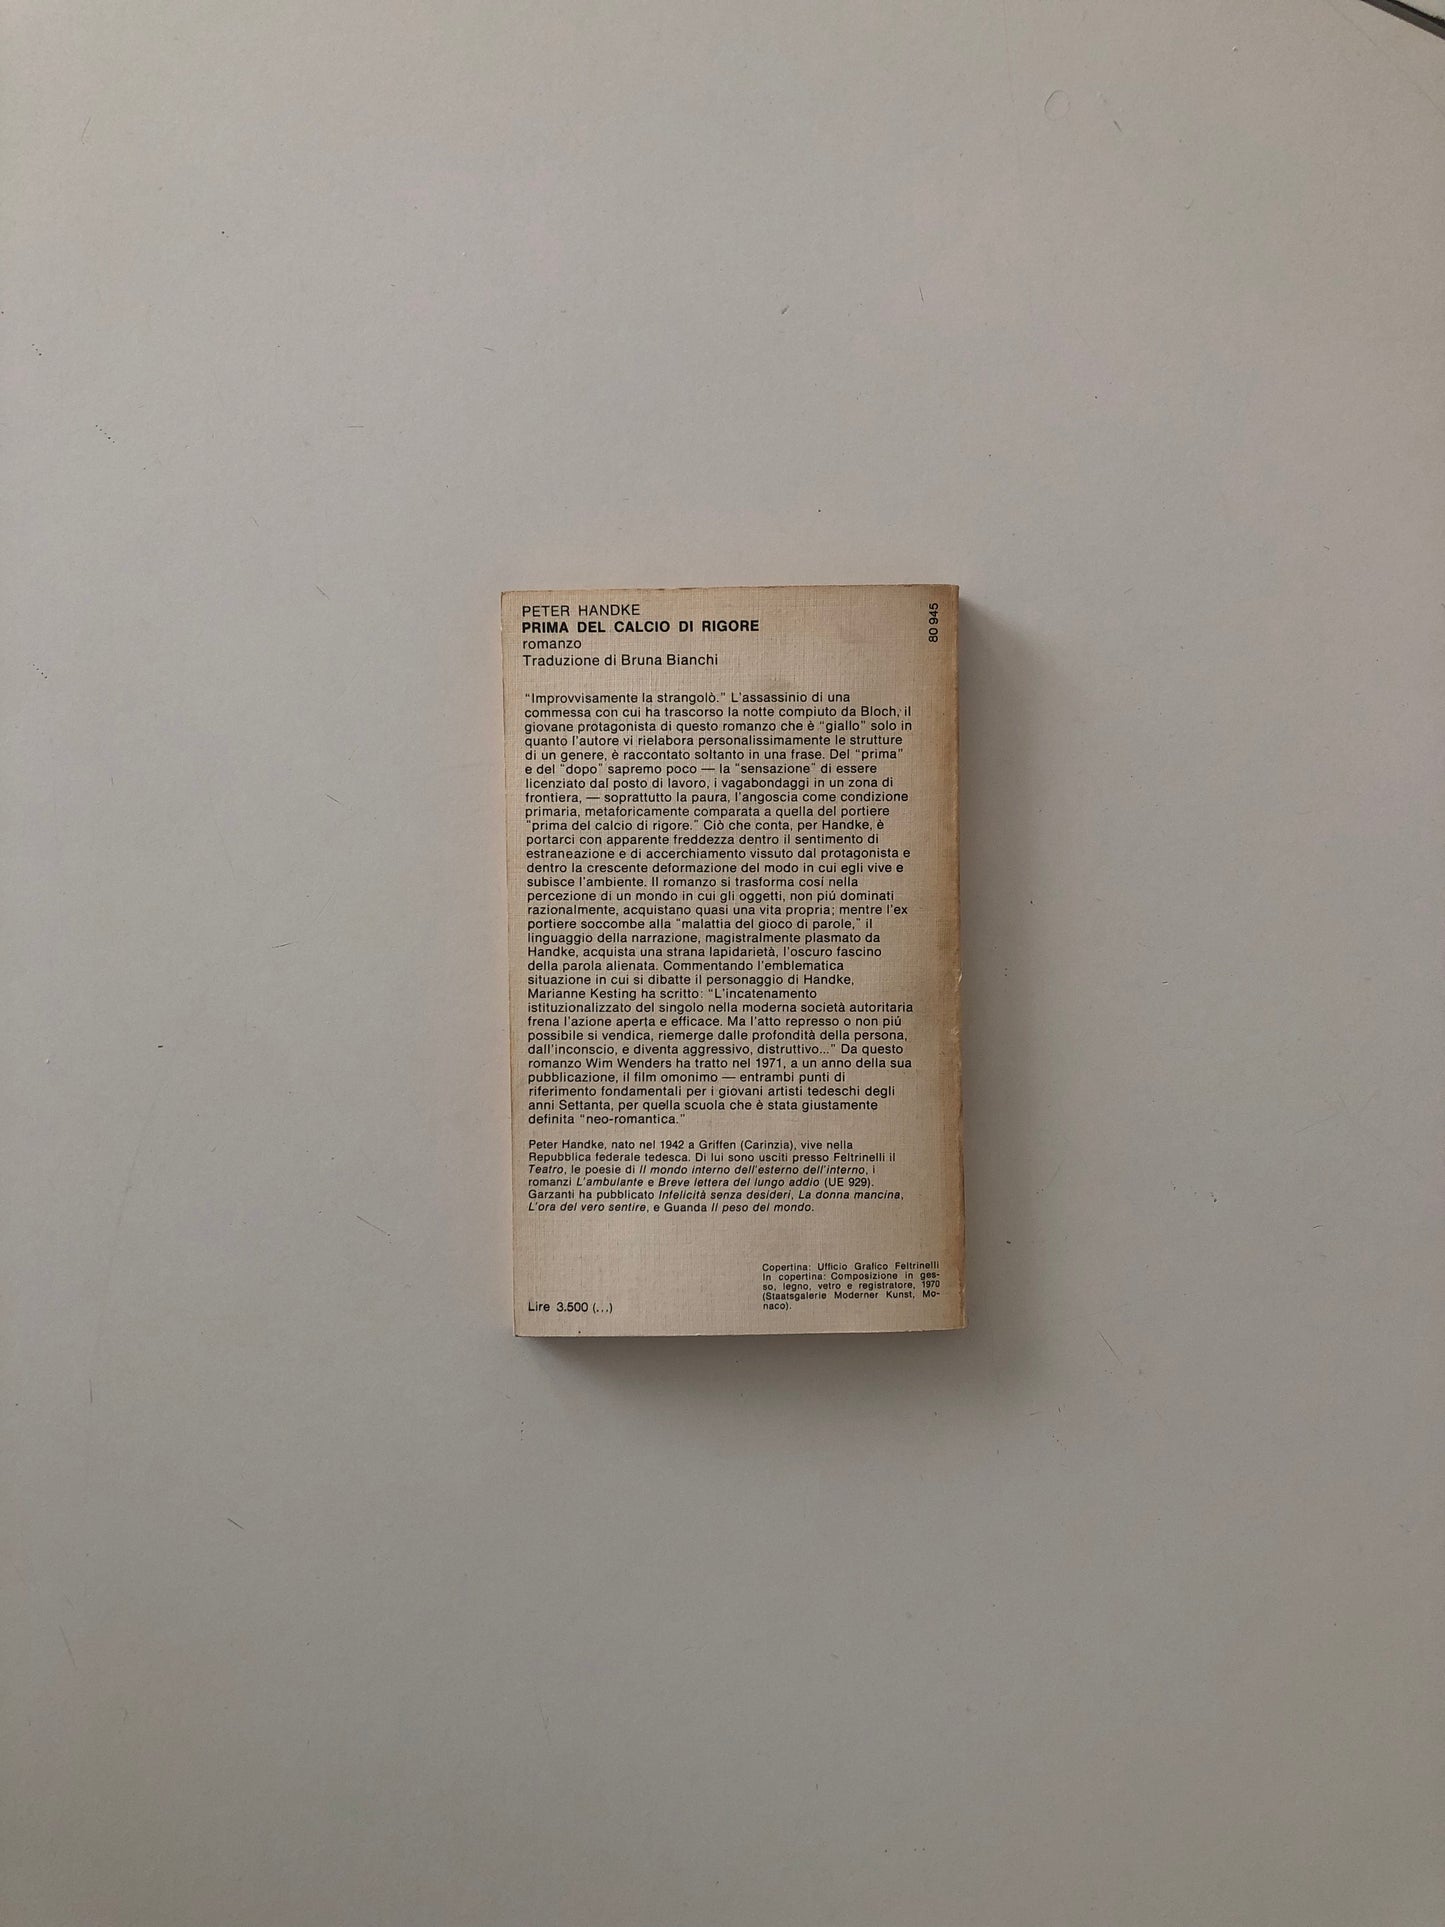 PETER HANDKE
PRIMA DEL CALCIO DI RIGORE
romanzo
Traduzione di Bruna Bianchi
80 945
“Improvvisamente la strangolò.” L’assassinio di una
commessa con cui ha trascorso la notte compiuto da Bloch, il
giovane protagonista di questo romanzo che è “giallo” solo in
quanto l’autore vi rielabora personalissimamente le strutture
di un genere, è raccontato soltanto in una frase. Del “prima”
e del “dopo” sapremo poco — la “sensazione” di essere
licenziato dal posto di lavoro, i vagabondaggi in un zona di
frontiera, — soprattutto la paura, l’angoscia come condizione
primaria, metaforicamente comparata a quella del portiere
“prima del calcio di rigore.” Ciò che conta, per Handke, è
portarci con apparente freddezza dentro il sentimento di
estraneazione e di accerchiamento vissuto dal protagonista e
dentro la crescente deformazione del modo in cui egli vive e
subisce l’ambiente. Il romanzo si trasforma cosí nella
percezione di un mondo in cui gli oggetti, non piú dominati
razionalmente, acquistano quasi una vita propria; mentre l’ex
portiere soccombe alla “malattia del gioco di parole,” il
linguaggio della narrazione, magistralmente plasmato da
Handke, acquista una strana lapidarietà, l’oscuro fascino
della parola alienata. Commentando l’emblematica
situazione in cui si dibatte il personaggio di Handke,
Marianne Kesting ha scritto: “L’incatenamento
istituzionalizzato del singolo nella moderna società autoritaria
frena l’azione aperta e efficace. Ma l’atto represso o non piú
possibile si vendica, riemerge dalle profondità della persona,
dall’inconscio, e diventa aggressivo, distruttivo...” Da questo
romanzo Wim Wenders ha tratto nel 1971, a un anno della sua
pubblicazione, il film omonimo — entrambi punti di
riferimento fondamentali per i giovani artisti tedeschi degli
anni Settanta, per quella scuola che è stata giustamente
definita “neo-romantica.”
Peter Handke, nato nel 1942 a Griffen (Carinzia), vive nella
Repubblica federale tedesca. Di lui sono usciti presso Feltrinelli il
Teatro, le poesie di Il mondo interno dell’esterno dell’interno, i
romanzi L’ambulante e Breve lettera del lungo addio (UE 929).
Garzanti ha pubblicato Infelicità senza desideri, La donna mancina,
L’ora del vero sentire, e Guanda Il peso del mondo.
Copertina: Ufficio Grafico Feltrinelli
In copertina: Composizione in ges-
so, legno, vetro e registratore, 1970
(Staatsgalerie Moderner Kunst, Mo-
naco).
Lire 3.500 (...)